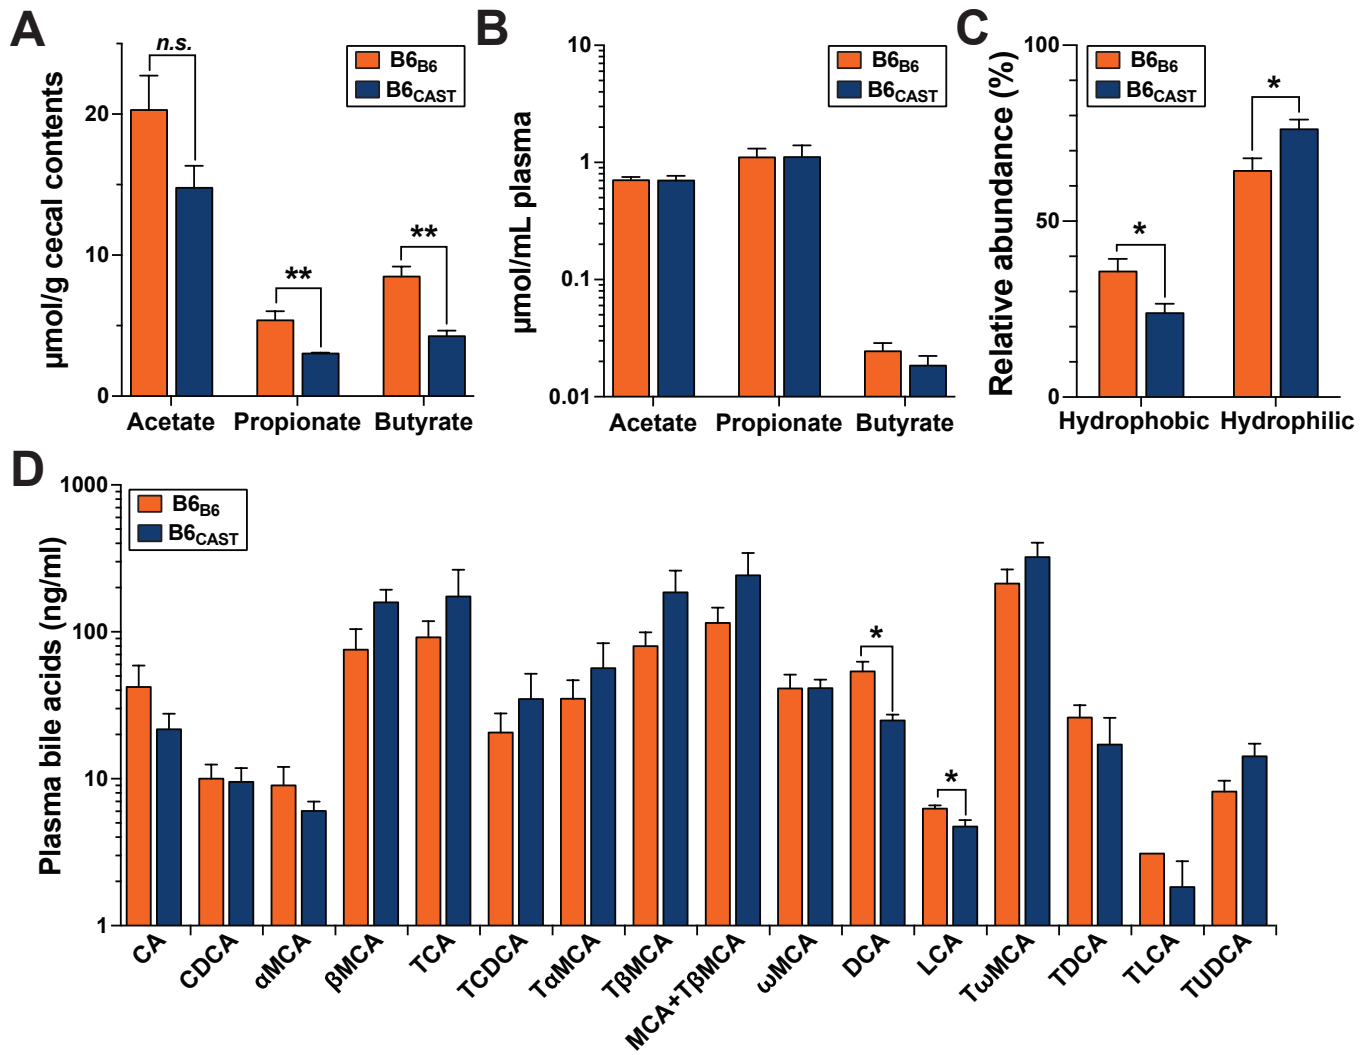 A
n.s.
B6B6
B6CAST
µmol/g cecal contents
20
10
0
**
**
Acetate Propionate Butyrate
B
B6B6
B6CAST
µmol/mL plasma
10
1
0.1
0.01
Acetate Propionate Butyrate
C
B6B6
B6CAST
Relative abundance (%)
100
50
0
*
*
Hydrophobic Hydrophilic
D
B6B6
B6CAST
Plasma bile acids (ng/ml)
1000
100
10
1
*
*
CA
CDCA
αMCA
βMCA
TCA
TCDCA
TαMCA
TβMCA
MCA+TβMCA
ωMCA
DCA
LCA
TωMCA
TDCA
TLCA
TUDCA